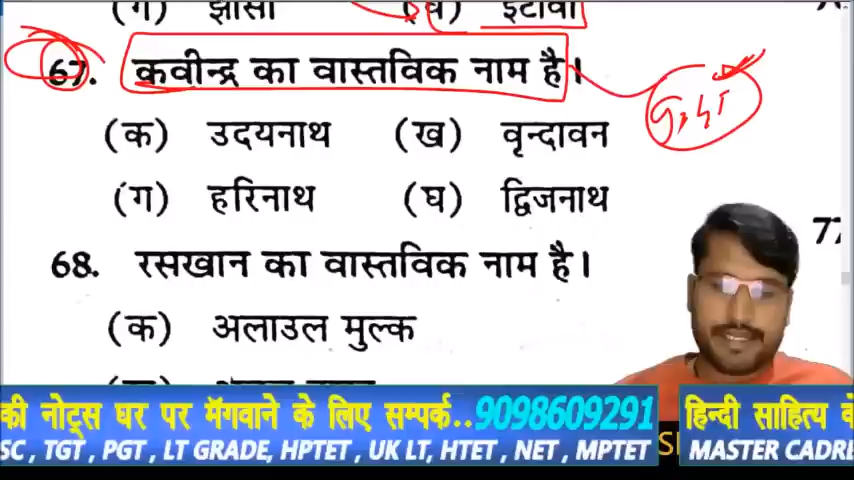 (ग) झाँसी (घ) इटावा
67. कवीन्द्र का वास्तविक नाम है।
(क) उदयनाथ (ख) वृन्दावन
(ग) हरिनाथ (घ) द्विजनाथ
77
68. रसखान का वास्तविक नाम है।
(क) अलाउल मुल्क
की नोट्स घर पर मँगवाने के लिए सम्पर्क..9098609291 हिन्दी साहित्य
SC , TGT , PGT , LT GRADE, HPTET , UK LT, HTET , NET , MPTET MASTER CADRE